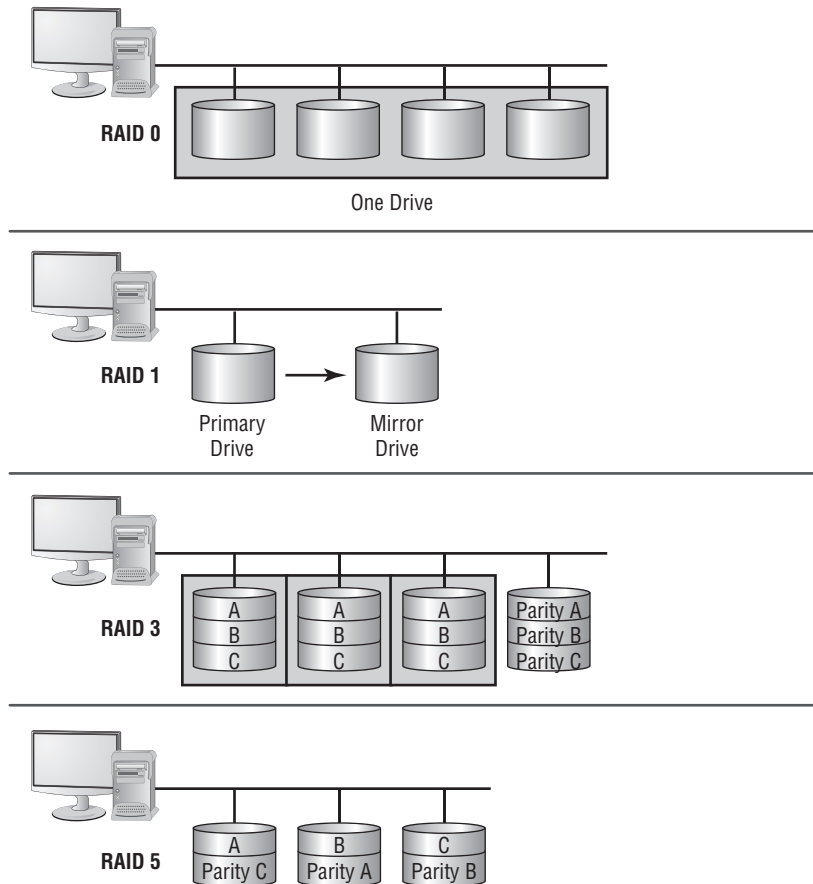 RAID 0
One Drive
RAID 1
Primary
Drive
Mirror
Drive
RAID 3
A
B
C
A
B
C
A
B
C
Parity A
Parity B
Parity C
RAID 5
A
Parity C
B
Parity A
C
Parity B